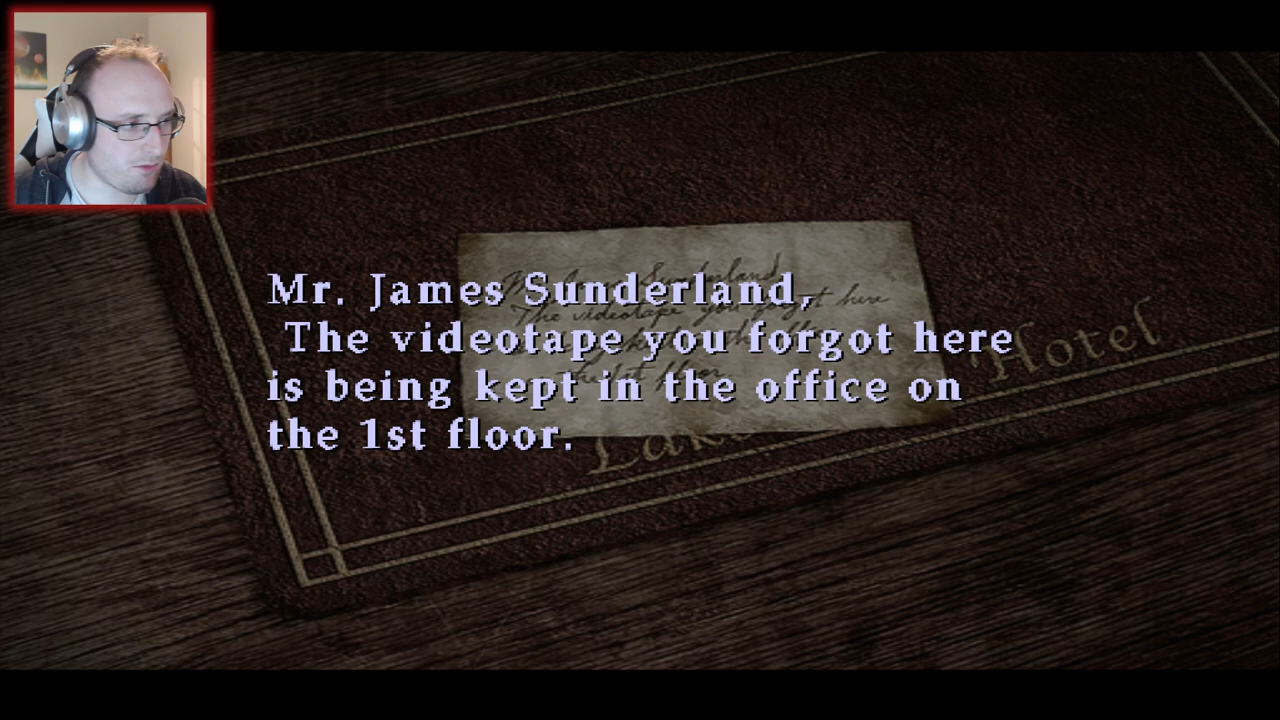 Mr. James Sunderland,
The videotape you forgot here
is being kept in the office on
the 1st floor.
Hotel